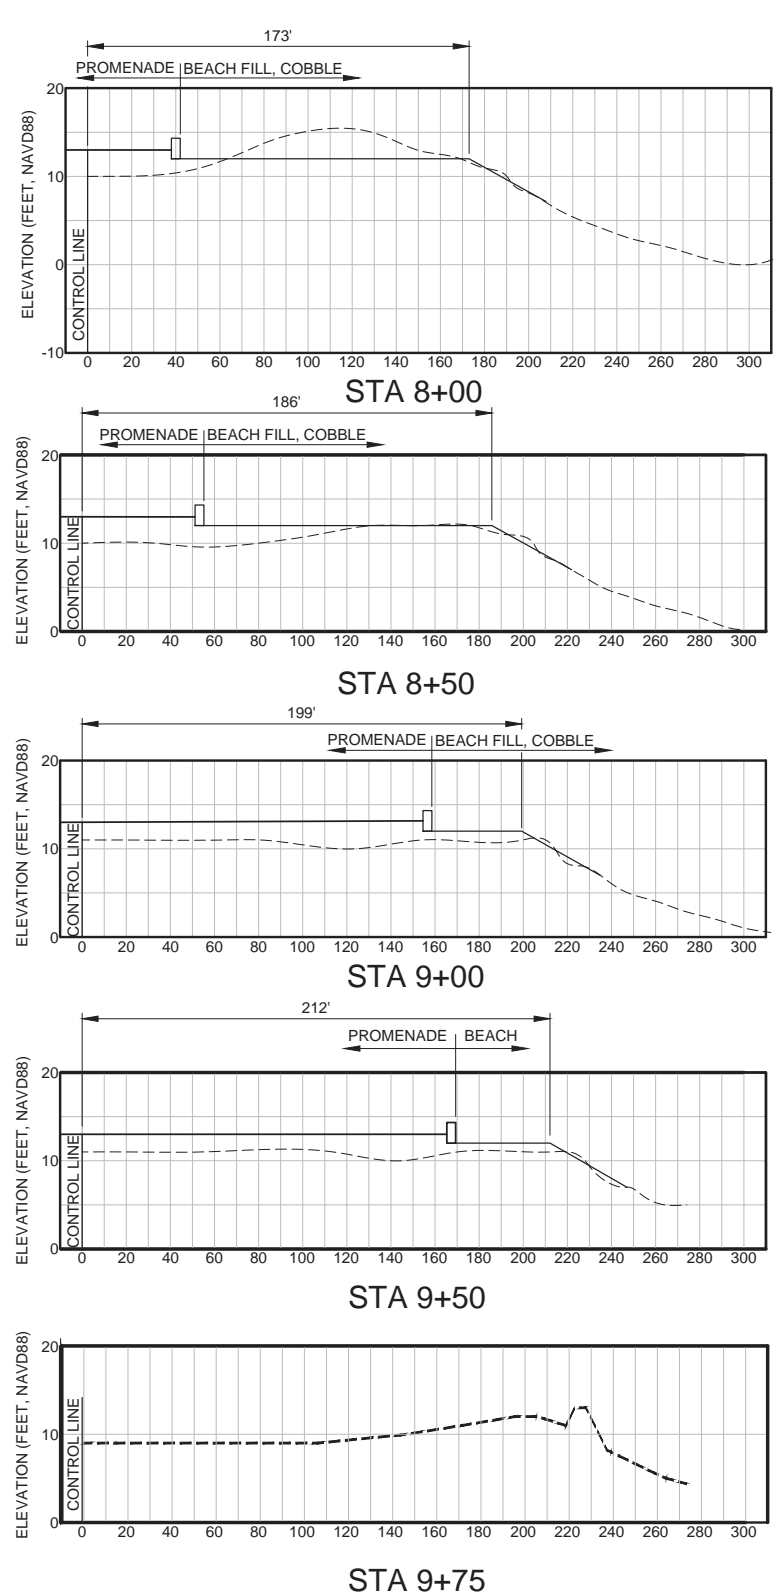 173'
PROMENADE BEACH FILL, COBBLE
ELEVATION (FEET, NAVD88)
20
10
0
-10
CONTROL LINE
0 20 40 60 80 100 120 140 160 180 200 220 240 260 280 300
STA 8+00
186'
PROMENADE BEACH FILL, COBBLE
ELEVATION (FEET, NAVD88)
20
10
0
CONTROL LINE
0 20 40 60 80 100 120 140 160 180 200 220 240 260 280 300
STA 8+50
199'
PROMENADE BEACH FILL, COBBLE
ELEVATION (FEET, NAVD88)
20
10
0
CONTROL LINE
0 20 40 60 80 100 120 140 160 180 200 220 240 260 280 300
STA 9+00
212'
PROMENADE BEACH
ELEVATION (FEET, NAVD88)
20
10
0
CONTROL LINE
0 20 40 60 80 100 120 140 160 180 200 220 240 260 280 300
STA 9+50
ELEVATION (FEET, NAVD88)
20
10
0
CONTROL LINE
0 20 40 60 80 100 120 140 160 180 200 220 240 260 280 300
STA 9+75